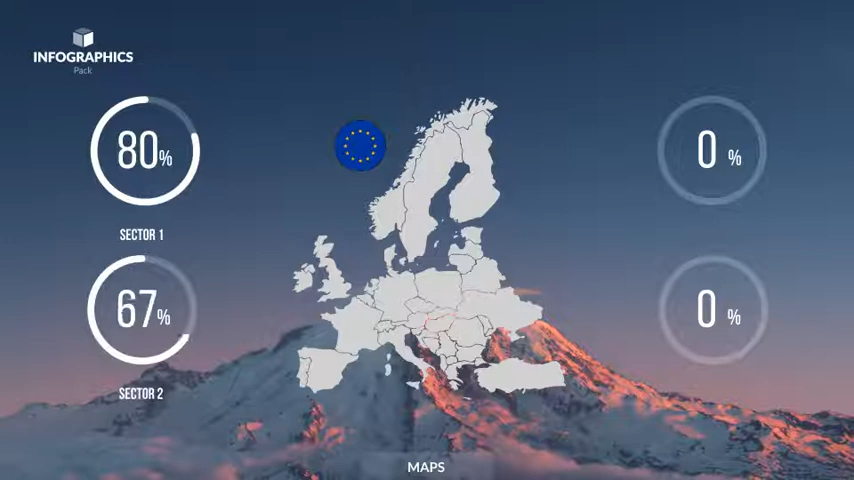 INFOGRAPHICS
Pack
80%
SECTOR 1
67%
SECTOR 2
0 %
0 %
MAPS